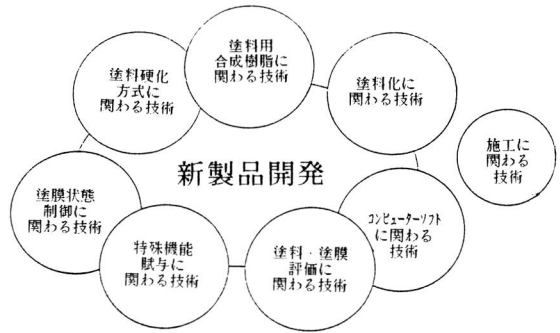 塗料用
合成樹脂に
関わる技術
塗料硬化
方式に
関わる技術
塗料化に
関わる技術
施工に
関わる
技術
新製品開発
塗膜状態
制御に
関わる技術
コンピューターソフト
に関わる
技術
特殊機能
賦与に
関わる技術
塗料・塗膜
評価に
関わる技術